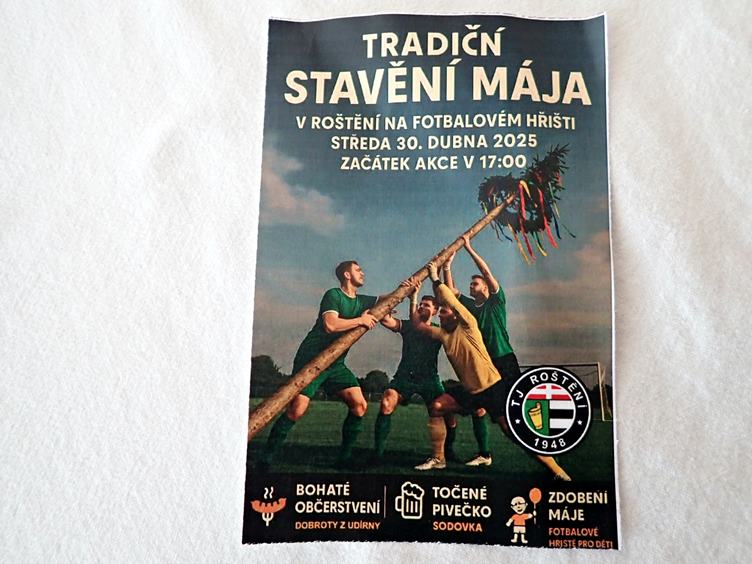 TRADIČNÍ
STAVĚNÍ MÁJA
V ROŠTĚNÍ NA FOTBALOVÉM HŘIŠTI
STŘEDA 30. DUBNA 2025
ZAČÁTEK AKCE V 17:00
TJ ROŠTĚNÍ
1948
BOHATÉ
OBČERSTVENÍ
DOBROTY Z UDÍRNY
TOČENÉ
PIVEČKO
SODOVKA
ZDOBENÍ
MÁJE
FOTBALOVÉ
HŘIŠTĚ PRO DĚTI